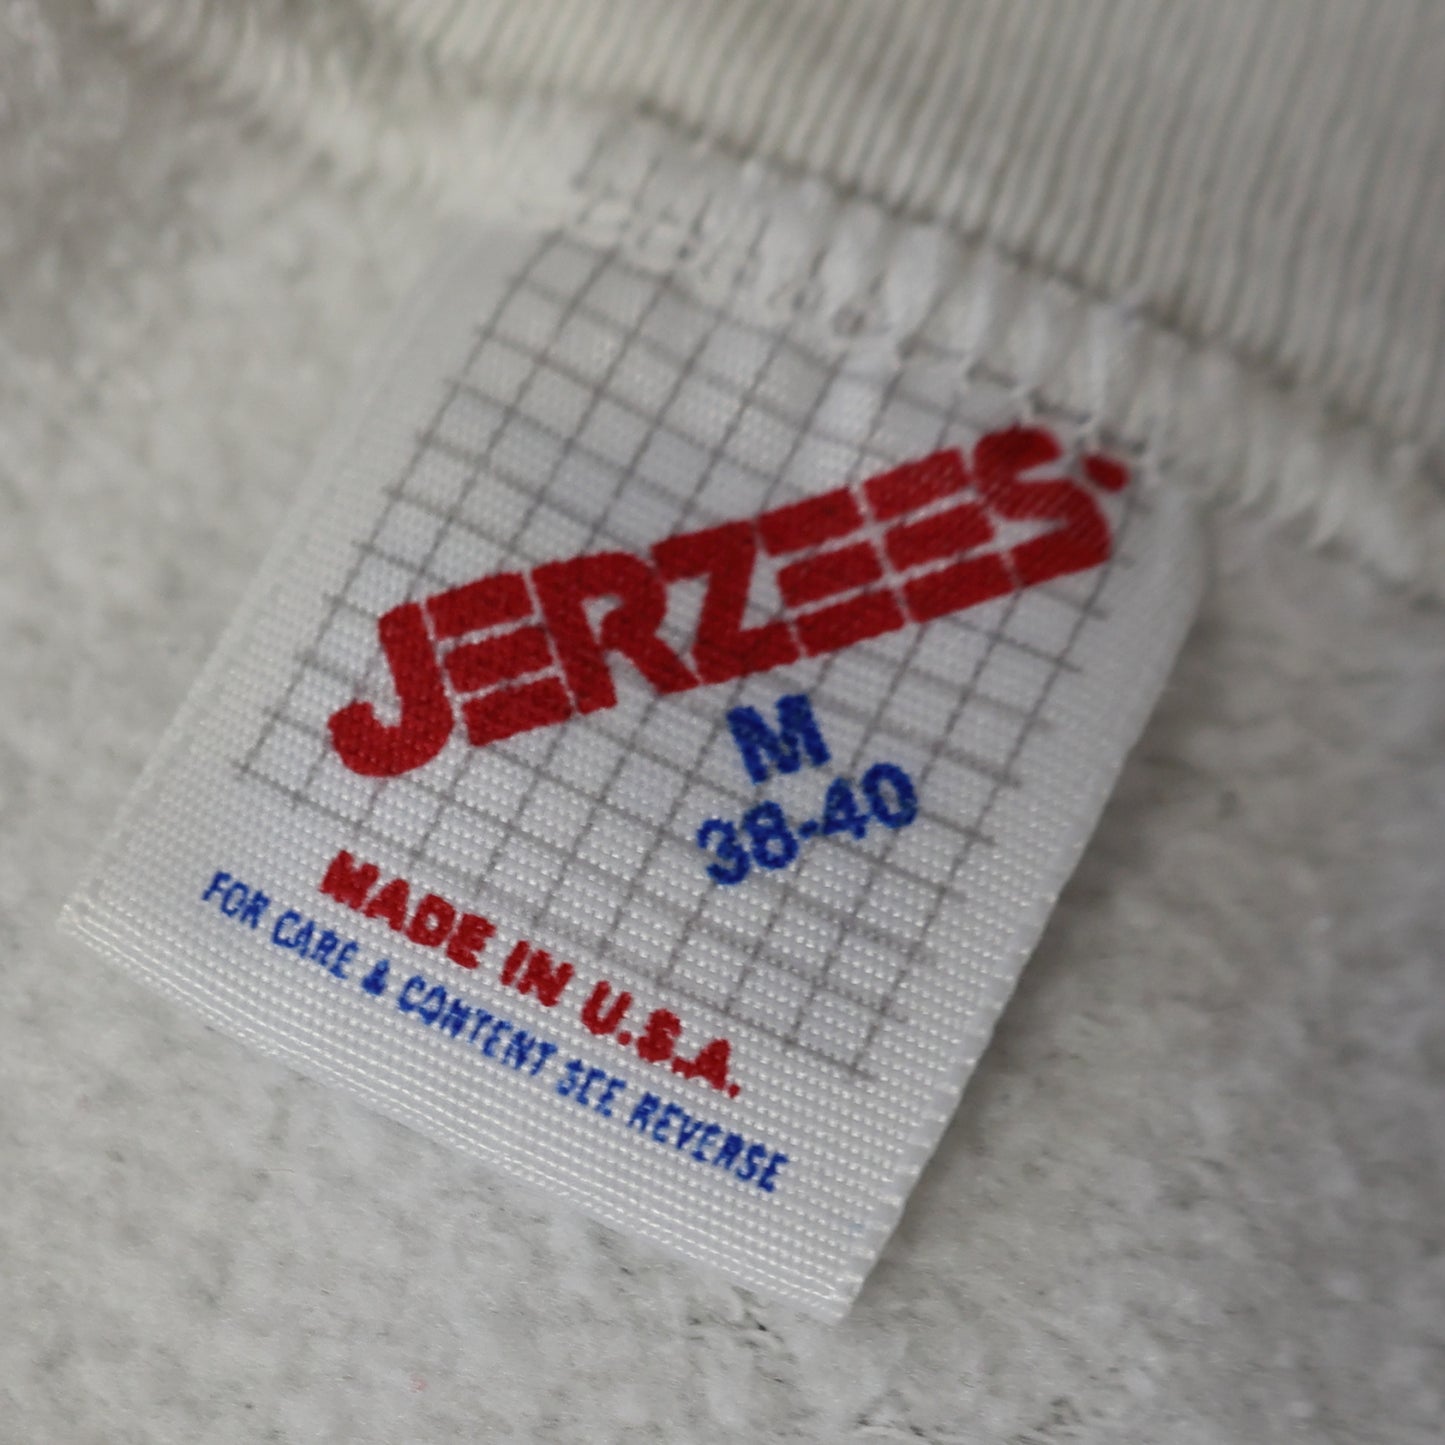 JERZEES
M
38-40
MADE IN U.S.A.
FOR CARE & CONTENT SEE REVERSE